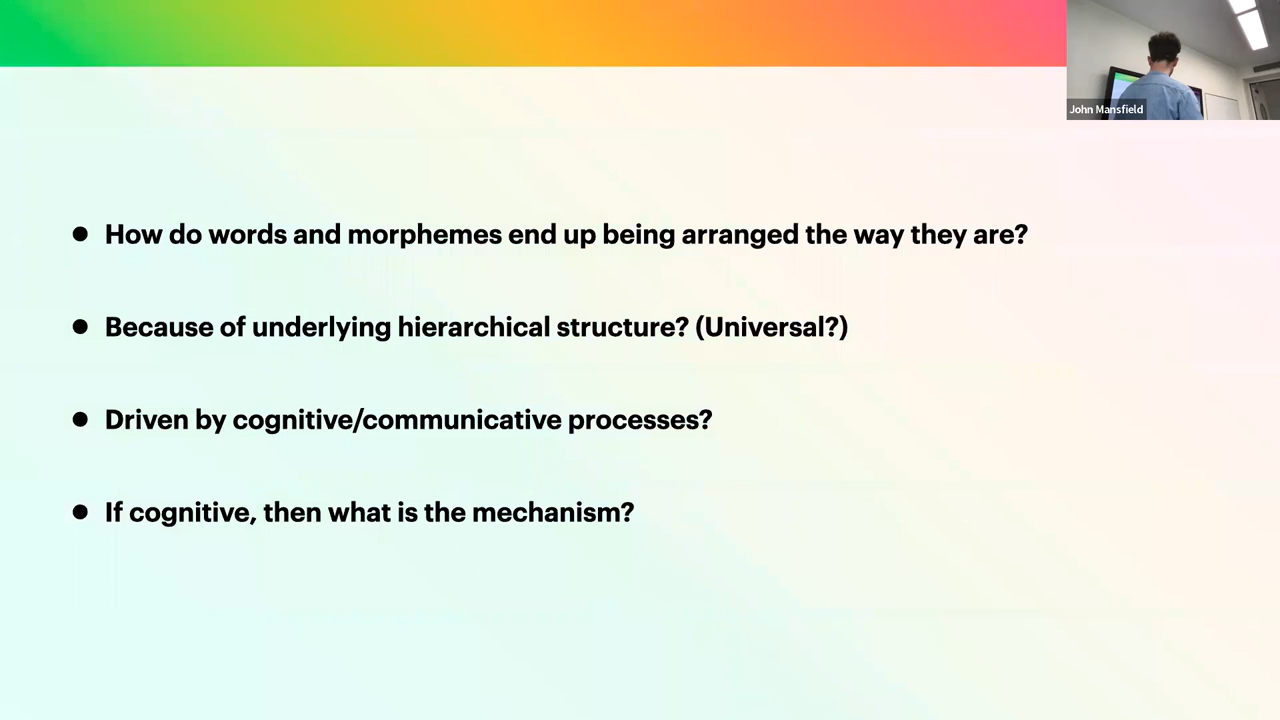 John Mansfield
● How do words and morphemes end up being arranged the way they are?
● Because of underlying hierarchical structure? (Universal?)
● Driven by cognitive/communicative processes?
● If cognitive, then what is the mechanism?